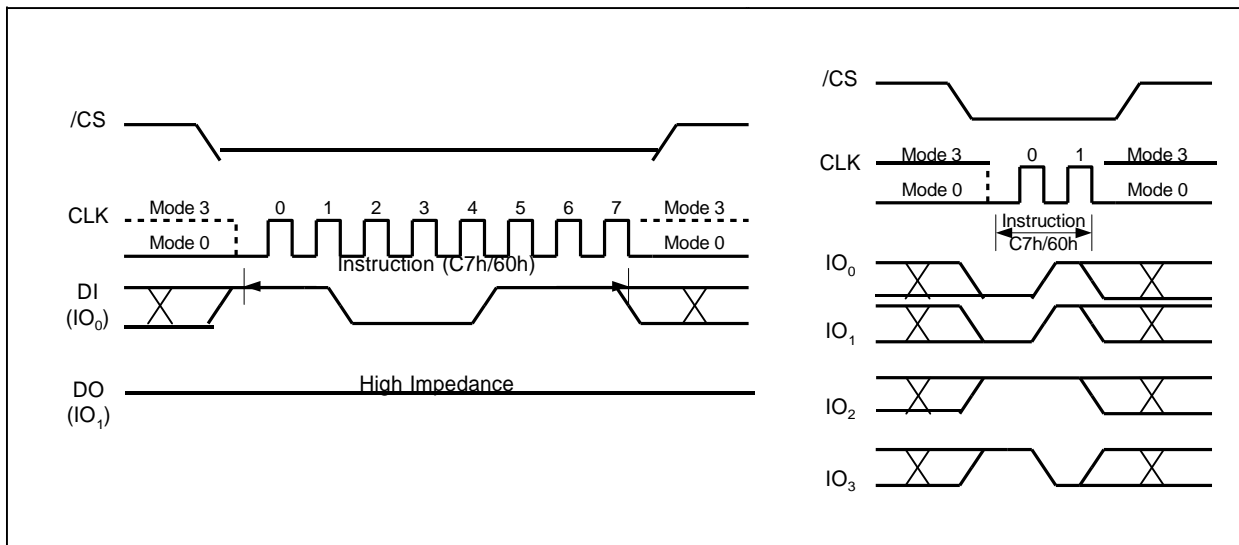 /CS
CLK
Mode 3
0 1 2 3 4 5 6 7
Mode 3
Mode 0
Mode 0
Instruction (C7h/60h)
DI
(IO0)
DO
(IO1)
High Impedance
/CS
CLK
Mode 3
0 1
Mode 3
Mode 0
Mode 0
Instruction
C7h/60h
IO0
IO1
IO2
IO3